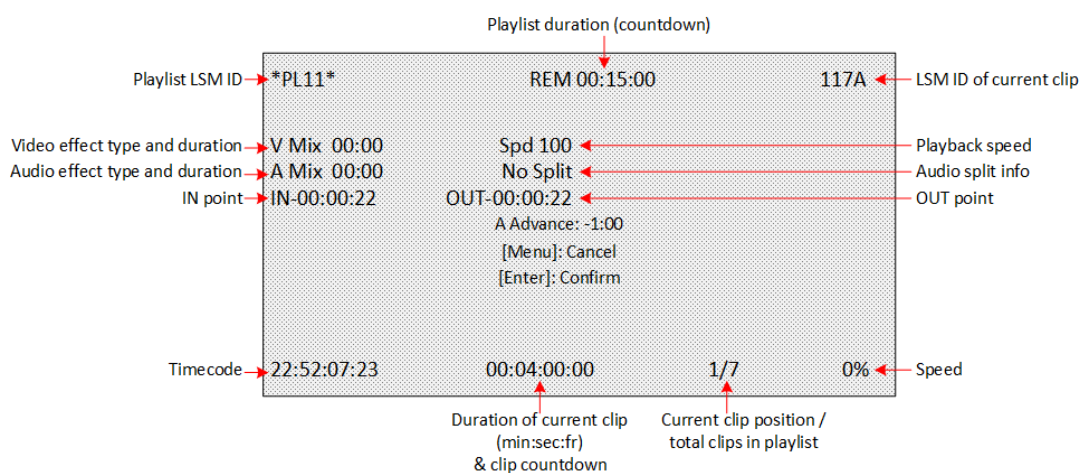 Playlist duration (countdown)
Playlist LSM ID
*PL11*
REM 00:15:00
117A
LSM ID of current clip
Video effect type and duration
V Mix 00:00
Spd 100
Playback speed
Audio effect type and duration
A Mix 00:00
No Split
Audio split info
IN point
IN-00:00:22
OUT-00:00:22
OUT point
A Advance: -1:00
[Menu]: Cancel
[Enter]: Confirm
Timecode
22:52:07:23
00:04:00:00
1/7
0%
Speed
Duration of current clip
(min:sec:fr)
& clip countdown
Current clip position /
total clips in playlist